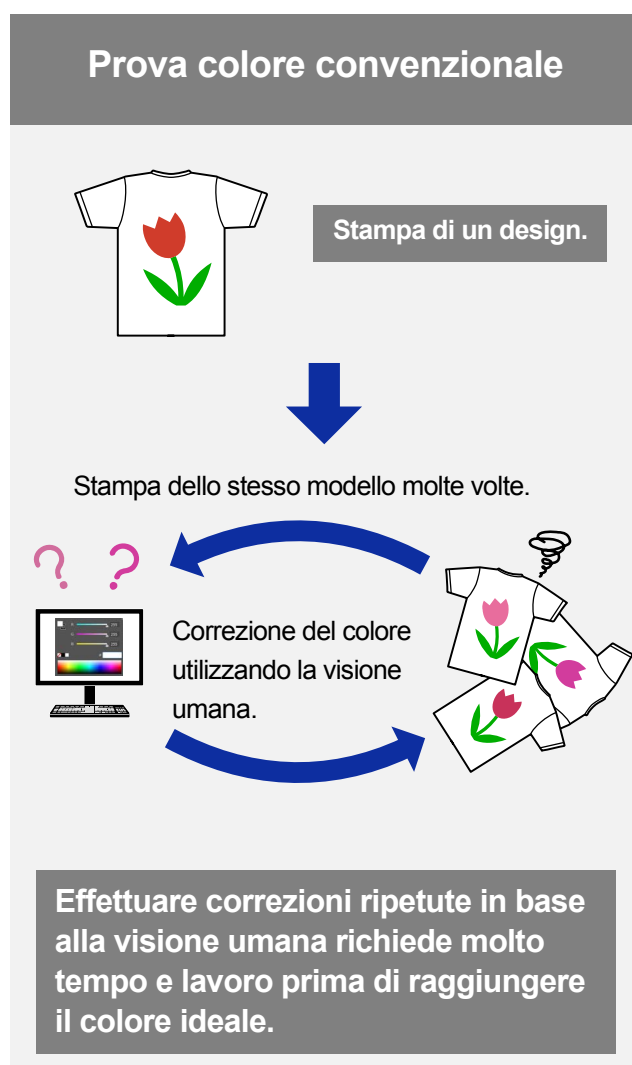 Prova colore convenzionale
Stampa di un design.
Stampa dello stesso modello molte volte.
Correzione del colore
utilizzando la visione
umana.
Effettuare correzioni ripetute in base
alla visione umana richiede molto
tempo e lavoro prima di raggiungere
il colore ideale.